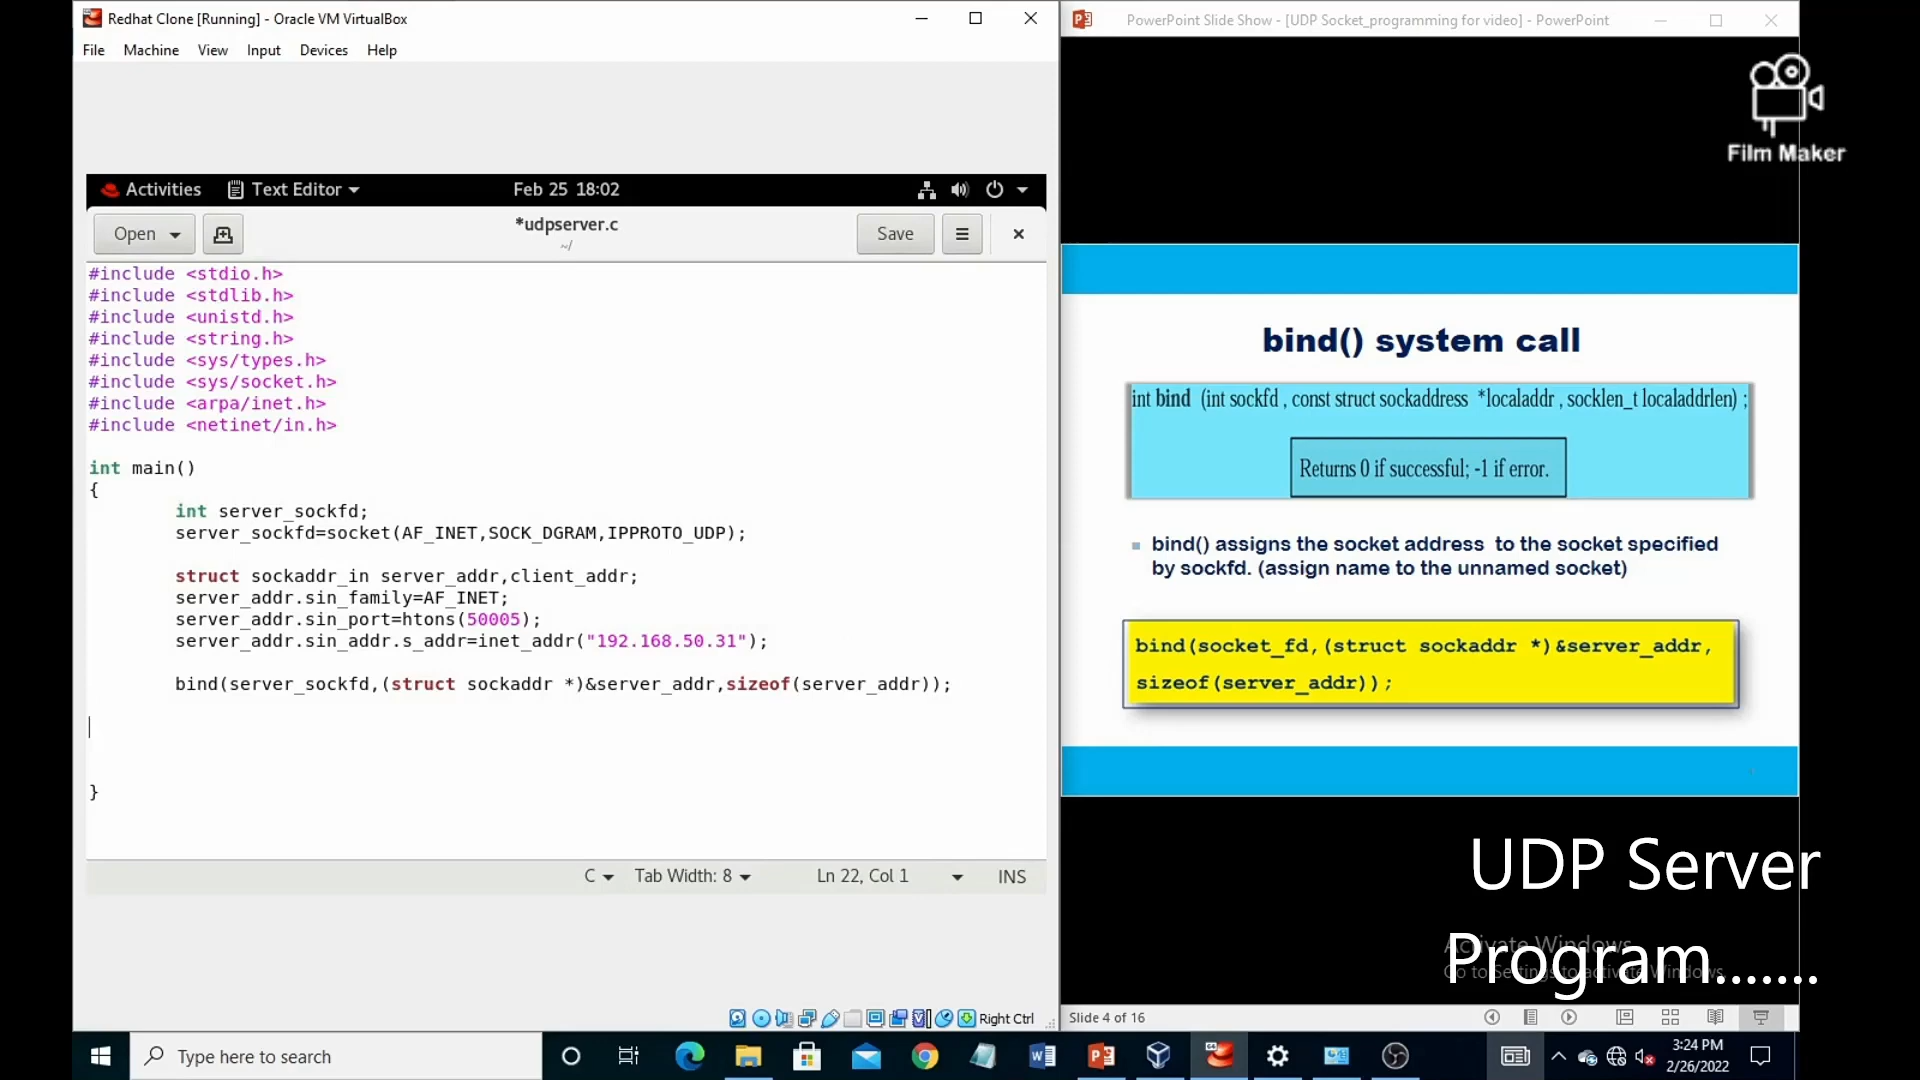 Redhat Clone [Running] - Oracle VM VirtualBox
File Machine View Input Devices Help
Activities Text Editor Feb 25 18:02
Open *udpserver.c Save
~/
#include <stdio.h>
#include <stdlib.h>
#include <unistd.h>
#include <string.h>
#include <sys/types.h>
#include <sys/socket.h>
#include <arpa/inet.h>
#include <netinet/in.h>
int main()
{
int server_sockfd;
server_sockfd=socket(AF_INET,SOCK_DGRAM,IPPROTO_UDP);
struct sockaddr_in server_addr,client_addr;
server_addr.sin_family=AF_INET;
server_addr.sin_port=htons(50005);
server_addr.sin_addr.s_addr=inet_addr("192.168.50.31");
bind(server_sockfd,(struct sockaddr *)&server_addr,sizeof(server_addr));
}
C Tab Width: 8 Ln 22, Col 1 INS
Right Ctrl
PowerPoint Slide Show - [UDP Socket_programming for video] - PowerPoint
Film Maker
bind() system call
int bind (int sockfd , const struct sockaddress *localaddr , socklen_t localaddrlen) ;
Returns 0 if successful; -1 if error.
bind() assigns the socket address to the socket specified
by sockfd. (assign name to the unnamed socket)
bind(socket_fd,(struct sockaddr *)&server_addr,
sizeof(server_addr));
UDP Server
Program.......
Activate Windows
Go to Settings to activate Windows.
Slide 4 of 16
Type here to search
3:24 PM
2/26/2022